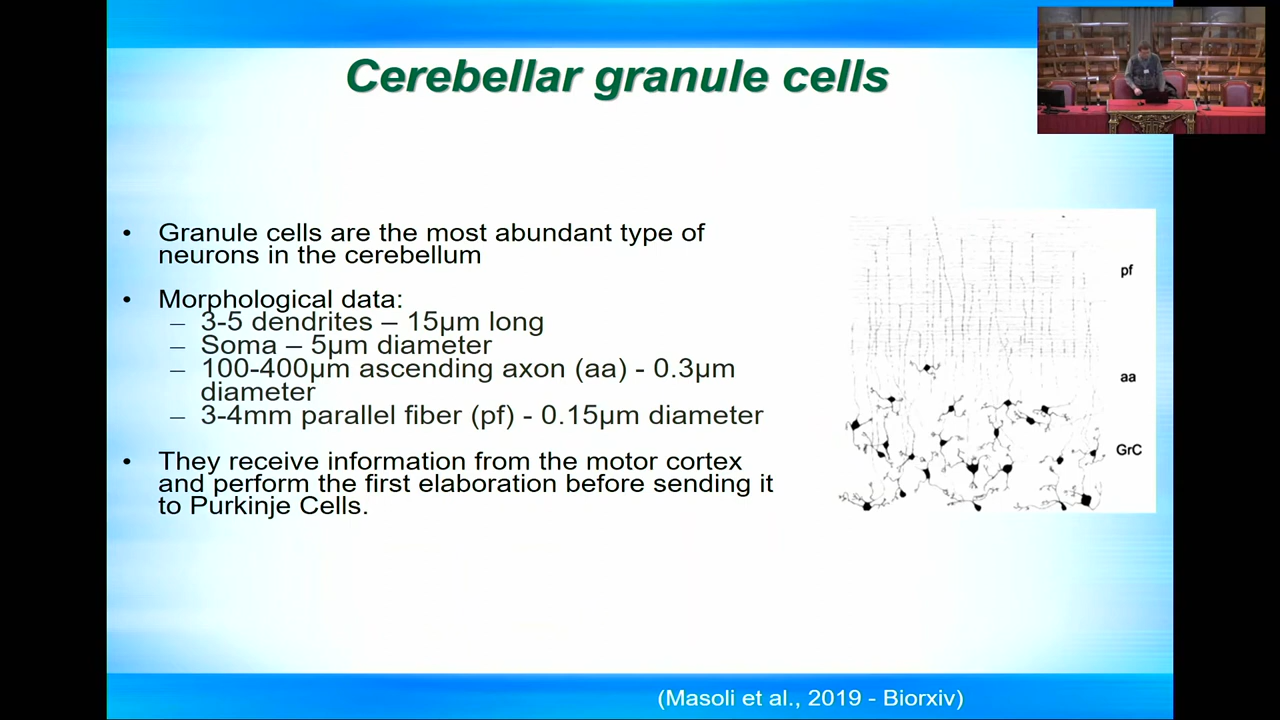 Cerebellar granule cells
• Granule cells are the most abundant type of
neurons in the cerebellum
• Morphological data:
– 3-5 dendrites – 15µm long
– Soma – 5µm diameter
– 100-400µm ascending axon (aa) - 0.3µm
diameter
– 3-4mm parallel fiber (pf) - 0.15µm diameter
• They receive information from the motor cortex
and perform the first elaboration before sending it
to Purkinje Cells.
pf
aa
GrC
(Masoli et al., 2019 - Biorxiv)